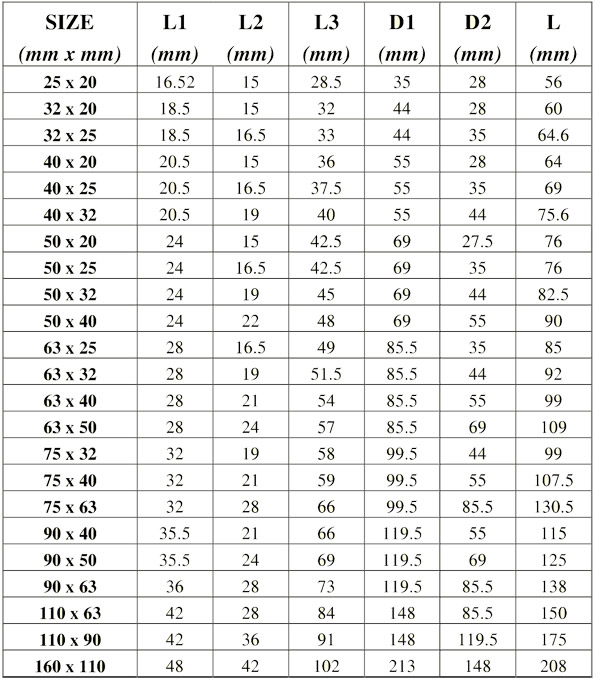 SIZE L1 L2 L3 D1 D2 L
(mm x mm) (mm) (mm) (mm) (mm) (mm) (mm)
25 x 20 16.52 15 28.5 35 28 56
32 x 20 18.5 15 32 44 28 60
32 x 25 18.5 16.5 33 44 35 64.6
40 x 20 20.5 15 36 55 28 64
40 x 25 20.5 16.5 37.5 55 35 69
40 x 32 20.5 19 40 55 44 75.6
50 x 20 24 15 42.5 69 27.5 76
50 x 25 24 16.5 42.5 69 35 76
50 x 32 24 19 45 69 44 82.5
50 x 40 24 22 48 69 55 90
63 x 25 28 16.5 49 85.5 35 85
63 x 32 28 19 51.5 85.5 44 92
63 x 40 28 21 54 85.5 55 99
63 x 50 28 24 57 85.5 69 109
75 x 32 32 19 58 99.5 44 99
75 x 40 32 21 59 99.5 55 107.5
75 x 63 32 28 66 99.5 85.5 130.5
90 x 40 35.5 21 66 119.5 55 115
90 x 50 35.5 24 69 119.5 69 125
90 x 63 36 28 73 119.5 85.5 138
110 x 63 42 28 84 148 85.5 150
110 x 90 42 36 91 148 119.5 175
160 x 110 48 42 102 213 148 208